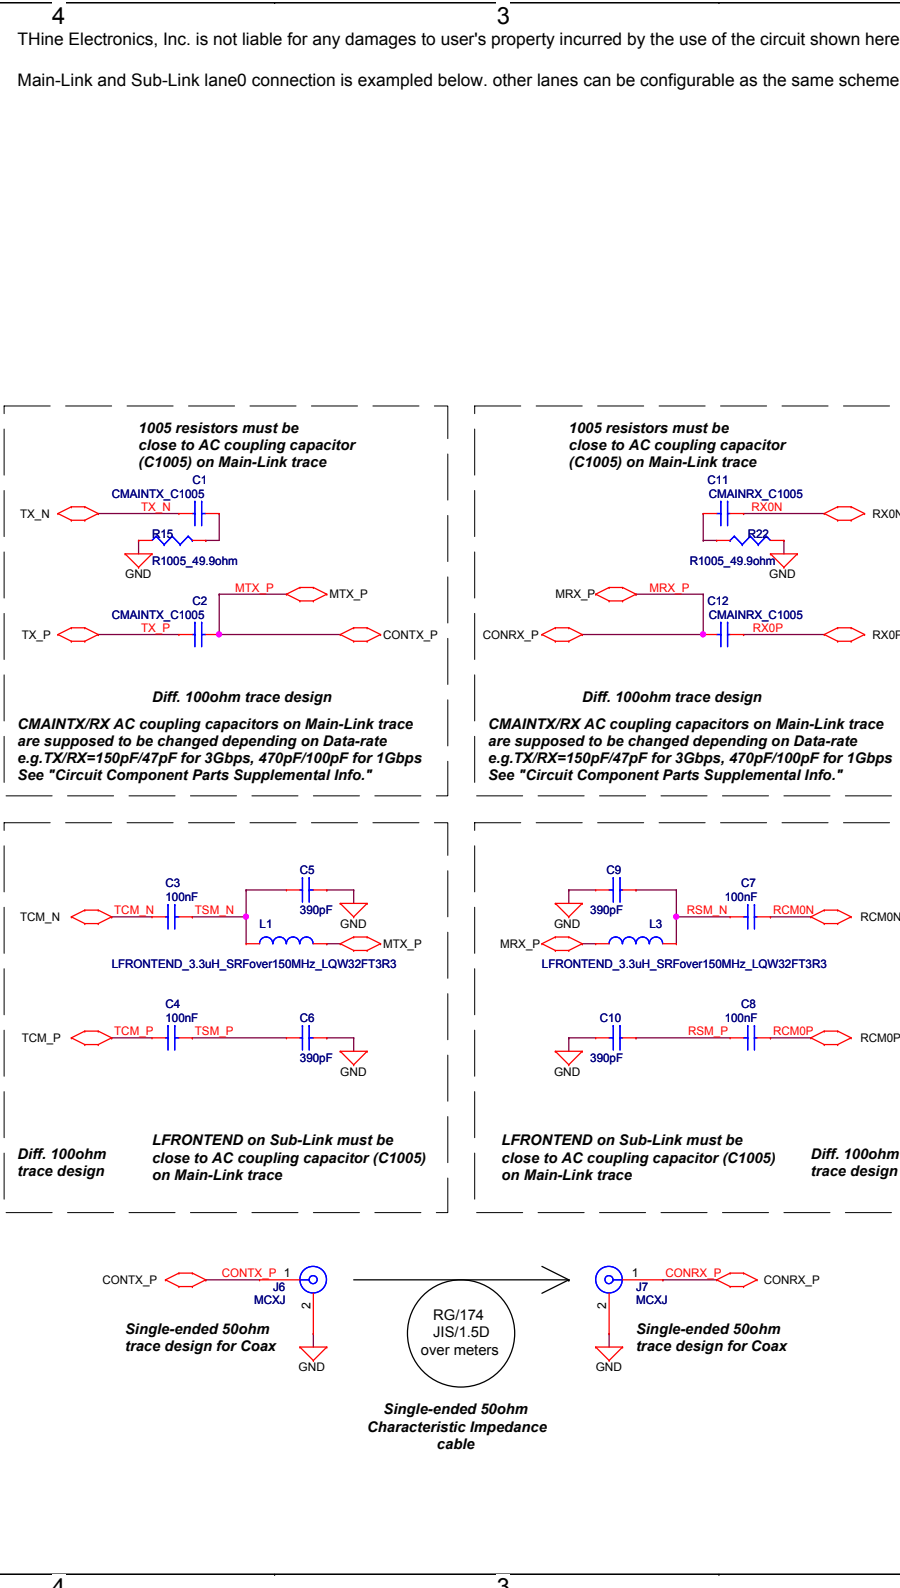 4
3
THine Electronics, Inc. is not liable for any damages to user's property incurred by the use of the circuit shown here
Main-Link and Sub-Link lane0 connection is exampled below. other lanes can be configurable as the same scheme
1005 resistors must be
close to AC coupling capacitor
(C1005) on Main-Link trace
C1
CMAINTX_C1005
TX_N
TX_N
R15
R1005_49.9ohm
GND
C2
CMAINTX_C1005
MTX_P
MTX_P
TX_P
TX_P
CONTX_P
Diff. 100ohm trace design
CMAINTX/RX AC coupling capacitors on Main-Link trace
are supposed to be changed depending on Data-rate
e.g.TX/RX=150pF/47pF for 3Gbps, 470pF/100pF for 1Gbps
See "Circuit Component Parts Supplemental Info."
1005 resistors must be
close to AC coupling capacitor
(C1005) on Main-Link trace
C11
CMAINRX_C1005
RX0N
RX0N
R22
R1005_49.9ohm
GND
MRX_P
MRX_P
C12
CMAINRX_C1005
CONRX_P
RX0P
RX0P
Diff. 100ohm trace design
CMAINTX/RX AC coupling capacitors on Main-Link trace
are supposed to be changed depending on Data-rate
e.g.TX/RX=150pF/47pF for 3Gbps, 470pF/100pF for 1Gbps
See "Circuit Component Parts Supplemental Info."
C3
100nF
TCM_N
TCM_N
TSM_N
C5
390pF
GND
L1
MTX_P
LFRONTEND_3.3uH_SRFover150MHz_LQW32FT3R3
C4
100nF
TCM_P
TCM_P
TSM_P
C6
390pF
GND
Diff. 100ohm
trace design
LFRONTEND on Sub-Link must be
close to AC coupling capacitor (C1005)
on Main-Link trace
C9
390pF
GND
C7
100nF
RSM_N
RCM0N
RCM0N
MRX_P
L3
LFRONTEND_3.3uH_SRFover150MHz_LQW32FT3R3
C10
390pF
GND
C8
100nF
RSM_P
RCM0P
RCM0P
LFRONTEND on Sub-Link must be
close to AC coupling capacitor (C1005)
on Main-Link trace
Diff. 100ohm
trace design
CONTX_P
CONTX_P
1
J6
MCXJ
2
GND
Single-ended 50ohm
trace design for Coax
RG/174
JIS/1.5D
over meters
Single-ended 50ohm
Characteristic Impedance
cable
1
J7
MCXJ
2
GND
CONRX_P
CONRX_P
Single-ended 50ohm
trace design for Coax
4
3